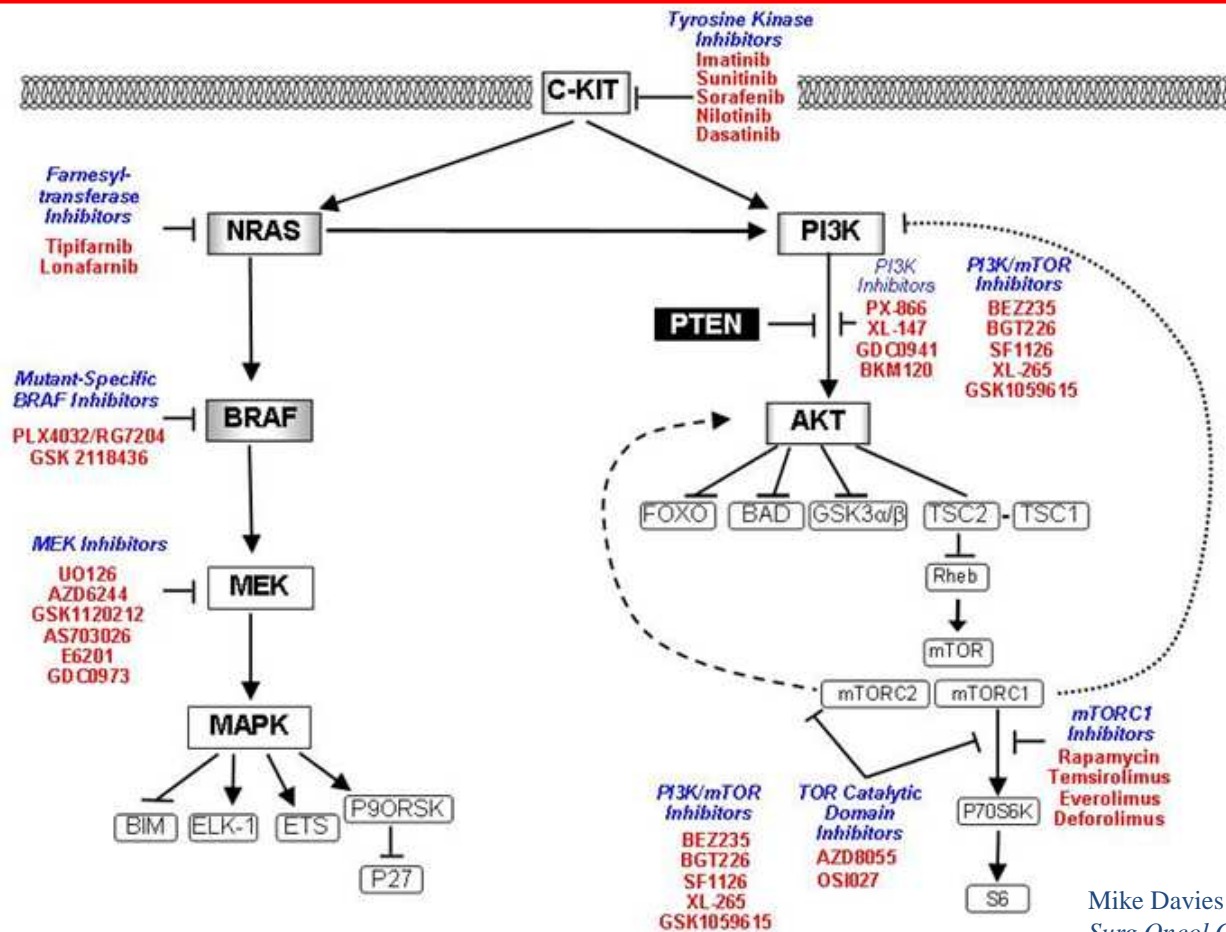 Tyrosine Kinase
Inhibitors
Imatinib
Sunitinib
Sorafenib
Nilotinib
Dasatinib
C-KIT
Farnesyl-
transferase
Inhibitors
Tipifarnib
Lonafarnib
NRAS
PI3K
PI3K
Inhibitors
PX-866
XL-147
GDC0941
BKM120
PI3K/mTOR
Inhibitors
BEZ235
BGT226
SF1126
XL-265
GSK1059615
PTEN
Mutant-Specific
BRAF Inhibitors
PLX4032/RG7204
GSK 2118436
BRAF
AKT
FOXO
BAD
GSK3α/β
TSC2 - TSC1
Rheb
mTOR
mTORC2
mTORC1
MEK Inhibitors
UO126
AZD6244
GSK1120212
AS703026
E6201
GDC0973
MEK
MAPK
BIM
ELK-1
ETS
P9ORSK
P27
PI3K/mTOR
Inhibitors
BEZ235
BGT226
SF1126
XL-265
GSK1059615
TOR Catalytic
Domain
Inhibitors
AZD8055
OSI027
mTORC1
Inhibitors
Rapamycin
Temsirolimus
Everolimus
Deforolimus
P70S6K
S6
Mike Davies
Surg Oncol